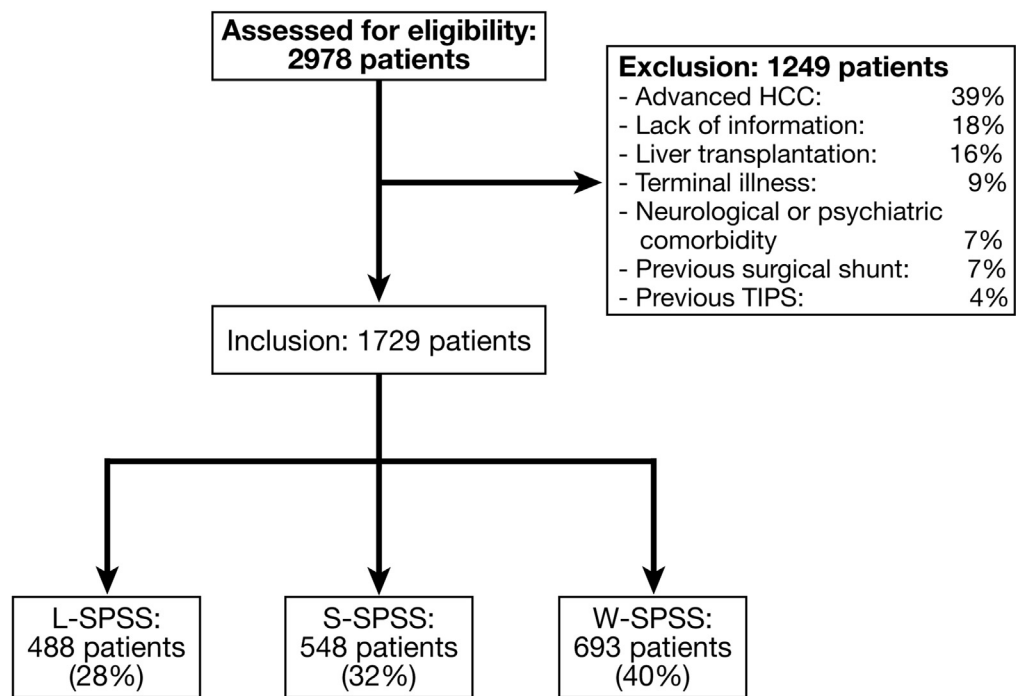 Assessed for eligibility:
2978 patients
Exclusion: 1249 patients
- Advanced HCC: 39%
- Lack of information: 18%
- Liver transplantation: 16%
- Terminal illness: 9%
- Neurological or psychiatric
comorbidity 7%
- Previous surgical shunt: 7%
- Previous TIPS: 4%
Inclusion: 1729 patients
L-SPSS:
488 patients
(28%)
S-SPSS:
548 patients
(32%)
W-SPSS:
693 patients
(40%)